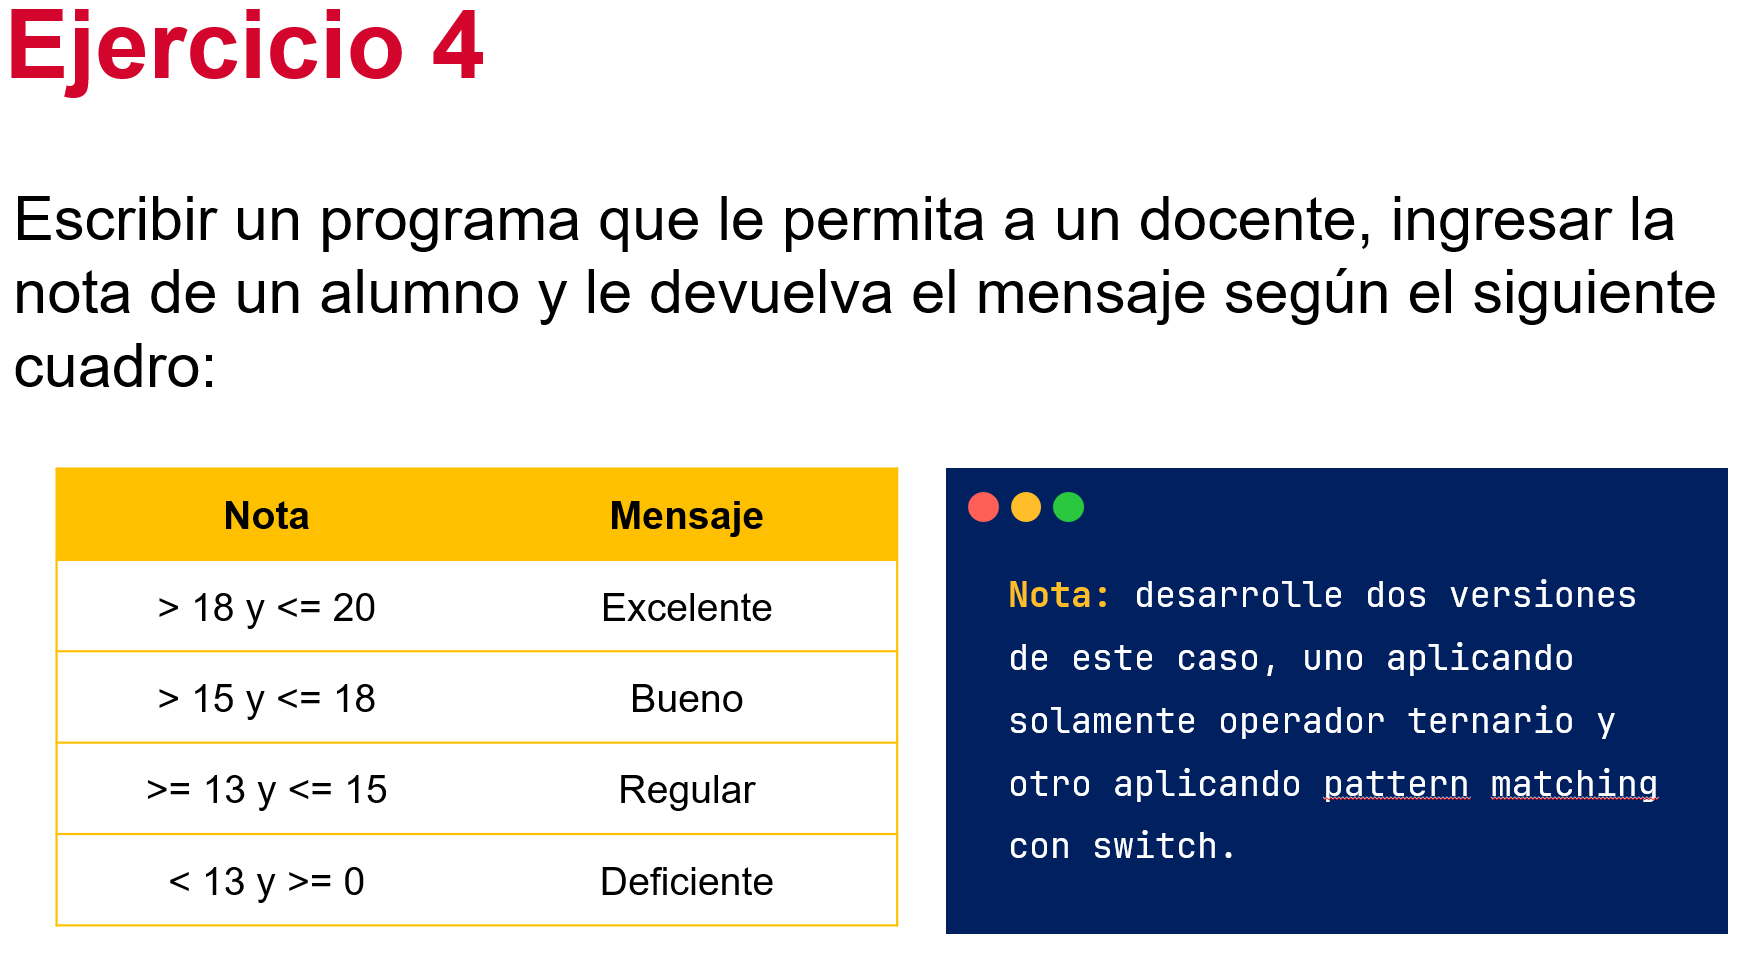 Ejercicio 4
Escribir un programa que le permita a un docente, ingresar la
nota de un alumno y le devuelva el mensaje según el siguiente
cuadro:
Nota Mensaje
> 18 y <= 20 Excelente
> 15 y <= 18 Bueno
>= 13 y <= 15 Regular
< 13 y >= 0 Deficiente
Nota: desarrolle dos versiones
de este caso, uno aplicando
solamente operador ternario y
otro aplicando pattern matching
con switch.